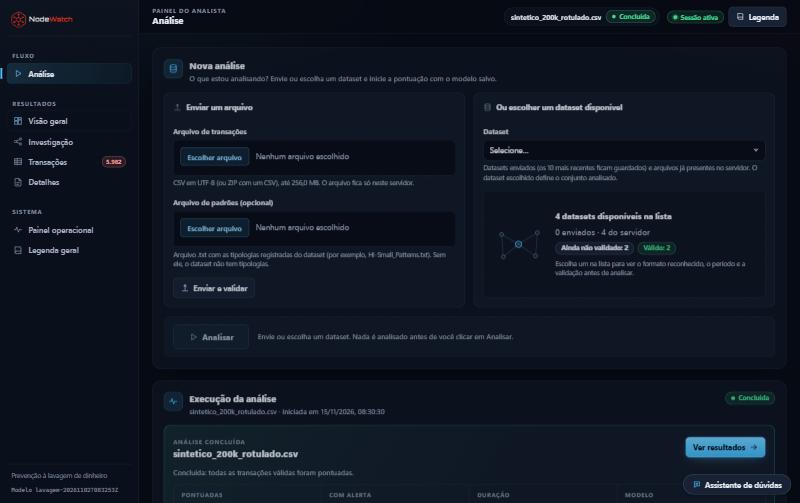 NodeWatch
FLUXO
Análise
RESULTADOS
Visão geral
Investigação
Transações 5.982
Detalhes
SISTEMA
Painel operacional
Legenda geral
Prevenção à lavagem de dinheiro
PAINEL DO ANALISTA
Análise
sintetico_200k_rotulado.csv Concluída Sessão ativa Legenda
Nova análise
O que estou analisando? Envie ou escolha um dataset e inicie a pontuação com o modelo salvo.
Enviar um arquivo
Arquivo de transações
Escolher arquivo Nenhum arquivo escolhido
CSV em UTF-8 (ou ZIP com um CSV), até 256,0 MB. O arquivo fica só neste servidor.
Arquivo de padrões (opcional)
Escolher arquivo Nenhum arquivo escolhido
Arquivo .txt com as tipologias registradas do dataset (por exemplo, HI-Small_Patterns.txt). Sem
ele, o dataset não tem tipologias.
Enviar e validar
Ou escolher um dataset disponível
Dataset
Selecione...
Datasets enviados (os 10 mais recentes ficam guardados) e arquivos já presentes no servidor. O
dataset escolhido define o conjunto analisado.
4 datasets disponíveis na lista
0 enviados · 4 do servidor
Ainda não validado: 2 Válido: 2
Escolha um na lista para ver o formato reconhecido, o período e a
validação antes de analisar.
Analisar
Envie ou escolha um dataset. Nada é analisado antes de você clicar em Analisar.
Execução da análise
sintetico_200k_rotulado.csv · Iniciada em 15/11/2026, 08:30:30
Concluída
ANÁLISE CONCLUÍDA
sintetico_200k_rotulado.csv
Concluída: todas as transações válidas foram pontuadas.
Ver resultados
PONTUADAS COM ALERTA DURAÇÃO MODELO
Assistente de dúvidas